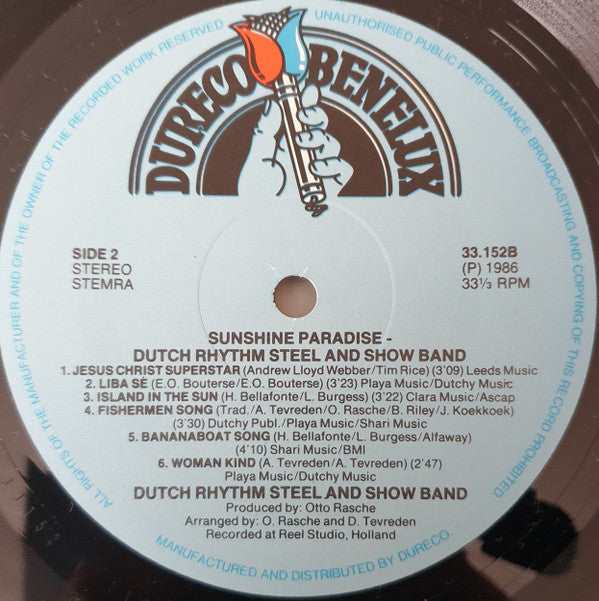 DURECO BENELUX
ELSA
SIDE 2
STEREO
STEMRA
33.152B
(P) 1986
33⅓ RPM
SUNSHINE PARADISE -
DUTCH RHYTHM STEEL AND SHOW BAND
1. JESUS CHRIST SUPERSTAR (Andrew Lloyd Webber/Tim Rice) (3'09) Leeds Music
2. LIBA SÉ (E.O. Bouterse/E.O. Bouterse) (3'23) Playa Music/Dutchy Music
3. ISLAND IN THE SUN (H. Bellafonte/L. Burgess) (3'22) Clara Music/Ascap
4. FISHERMEN SONG (Trad./A. Tevreden/O. Rasche/B. Riley/J. Koekkoek)
(3'30) Dutchy Publ./Playa Music/Shari Music
5. BANANABOAT SONG (H. Bellafonte/L. Burgess/Alfaway)
(4'10) Shari Music/BMI
6. WOMAN KIND (A. Tevreden/A. Tevreden) (2'47)
Playa Music/Dutchy Music
DUTCH RHYTHM STEEL AND SHOW BAND
Produced by: Otto Rasche
Arranged by: O. Rasche and D. Tevreden
Recorded at Reel Studio, Holland
ALL RIGHTS OF THE MANUFACTURER AND OF THE OWNER OF THE RECORDED WORK RESERVED
UNAUTHORISED PUBLIC PERFORMANCE BROADCASTING AND COPYING OF THIS RECORD PROHIBITED.
MANUFACTURED AND DISTRIBUTED BY DURECO